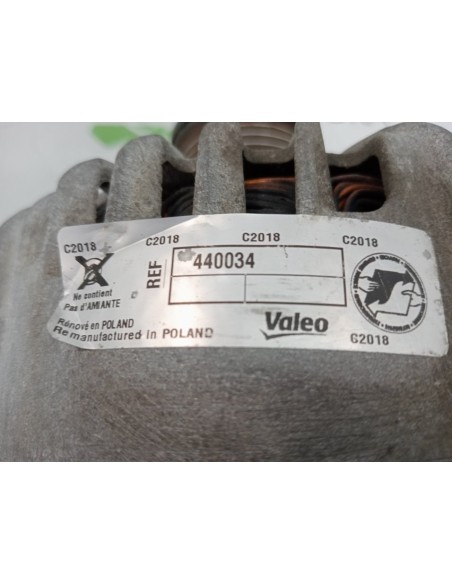 C2018 C2018 C2018 C2018
REF 440034
Ne contient
Pas d'AMIANTE
Rénové en POLAND
Remanufactured in POLAND
Valeo
C2018